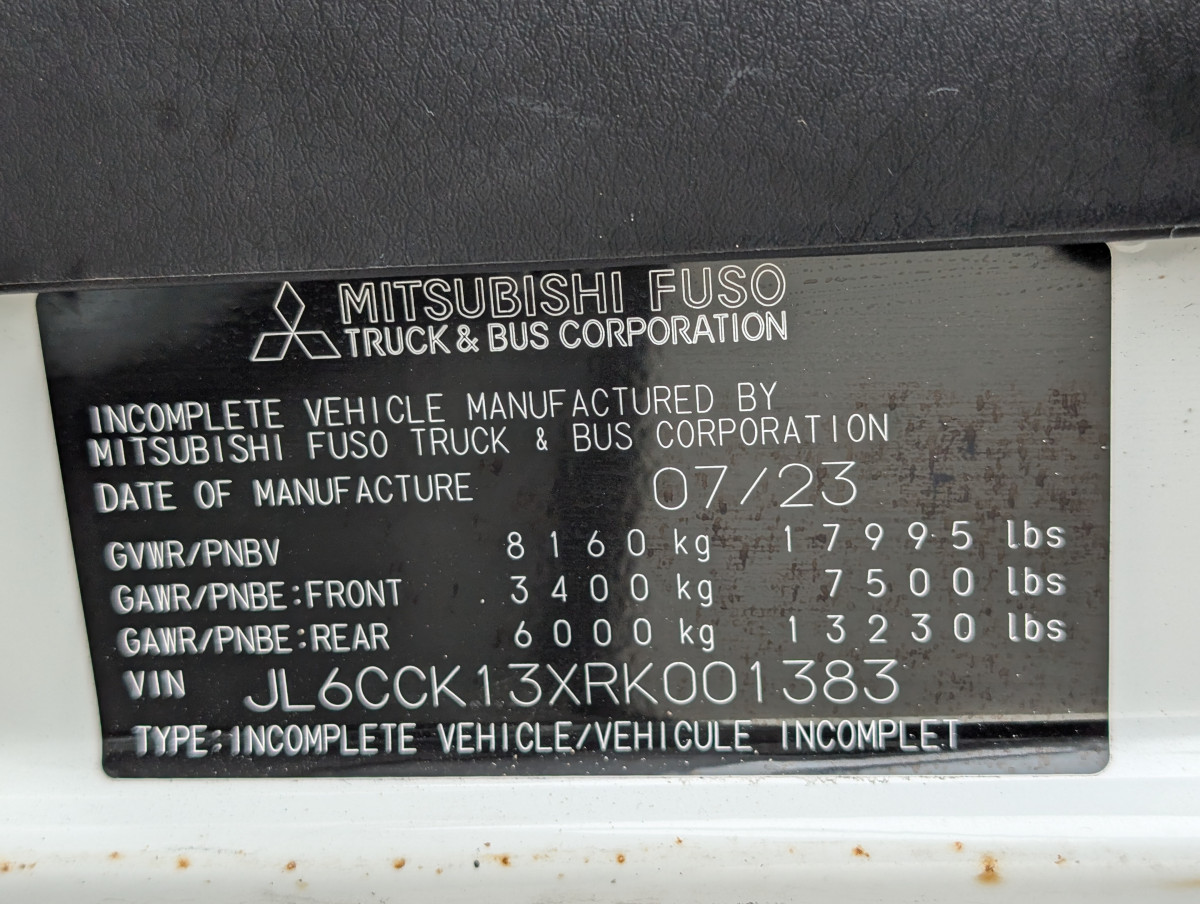 MITSUBISHI FUSO
TRUCK & BUS CORPORATION
INCOMPLETE VEHICLE MANUFACTURED BY
MITSUBISHI FUSO TRUCK & BUS CORPORATION
DATE OF MANUFACTURE 07/23
GVWR/PNBV 8160 kg 17995 lbs
GAWR/PNBE:FRONT 3400 kg 7500 lbs
GAWR/PNBE:REAR 6000 kg 13230 lbs
VIN JL6CCK13XRK001383
TYPE:INCOMPLETE VEHICLE/VEHICULE INCOMPLET